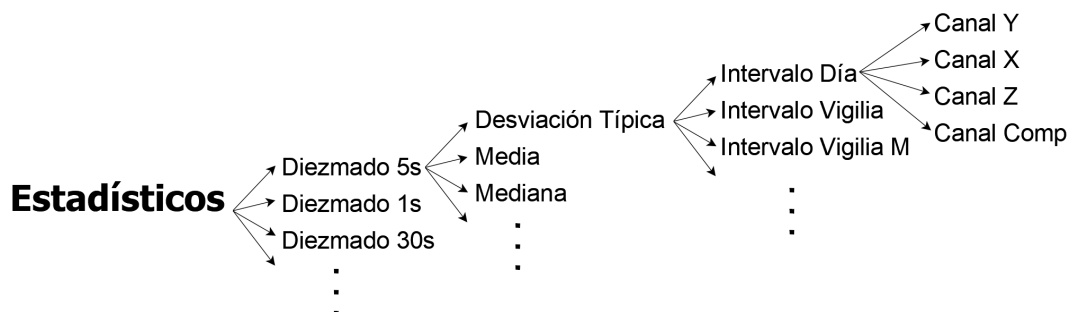 Estadísticos
Diezmado 5s
Diezmado 1s
Diezmado 30s
Desviación Típica
Media
Mediana
Intervalo Día
Intervalo Vigilia
Intervalo Vigilia M
Canal Y
Canal X
Canal Z
Canal Comp